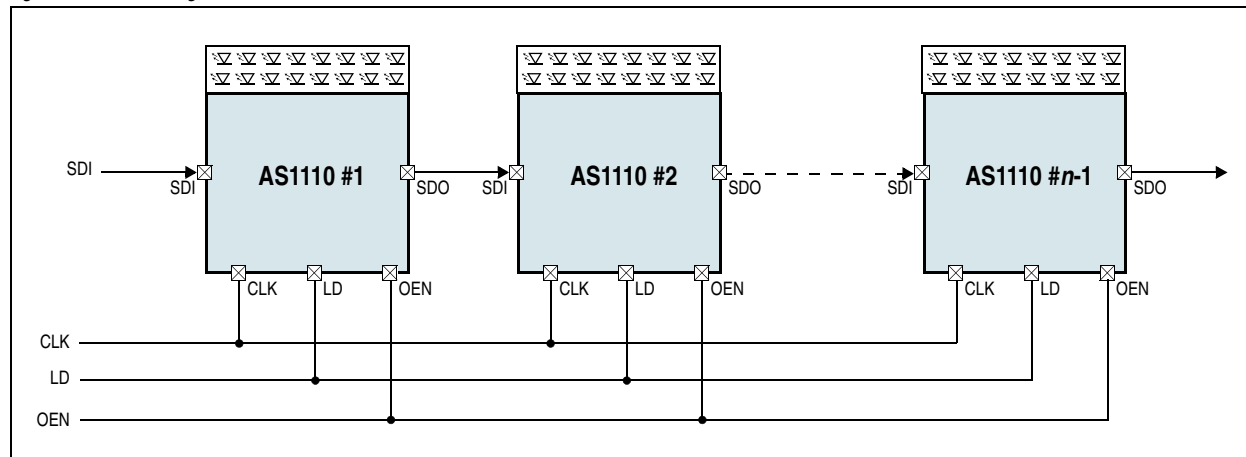 AS1110 #1
AS1110 #2
AS1110 #n-1
SDI
SDI
SDO
SDI
SDO
SDI
SDO
CLK
LD
OEN
CLK
LD
OEN
CLK
LD
OEN
CLK
LD
OEN